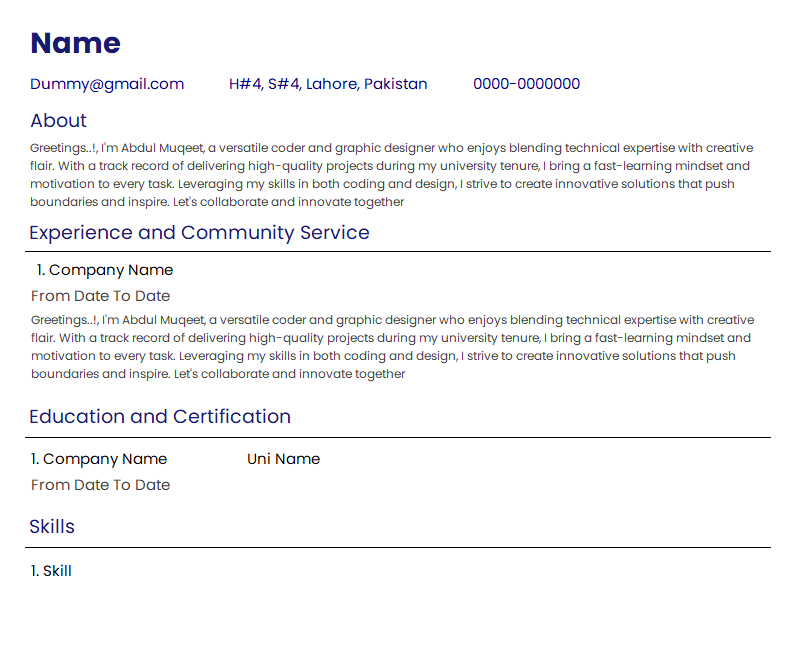 Name
Dummy@gmail.com H#4, S#4, Lahore, Pakistan 0000-0000000
About
Greetings..!, I'm Abdul Muqeet, a versatile coder and graphic designer who enjoys blending technical expertise with creative
flair. With a track record of delivering high-quality projects during my university tenure, I bring a fast-learning mindset and
motivation to every task. Leveraging my skills in both coding and design, I strive to create innovative solutions that push
boundaries and inspire. Let's collaborate and innovate together
Experience and Community Service
1. Company Name
From Date To Date
Greetings..!, I'm Abdul Muqeet, a versatile coder and graphic designer who enjoys blending technical expertise with creative
flair. With a track record of delivering high-quality projects during my university tenure, I bring a fast-learning mindset and
motivation to every task. Leveraging my skills in both coding and design, I strive to create innovative solutions that push
boundaries and inspire. Let's collaborate and innovate together
Education and Certification
1. Company Name Uni Name
From Date To Date
Skills
1. Skill